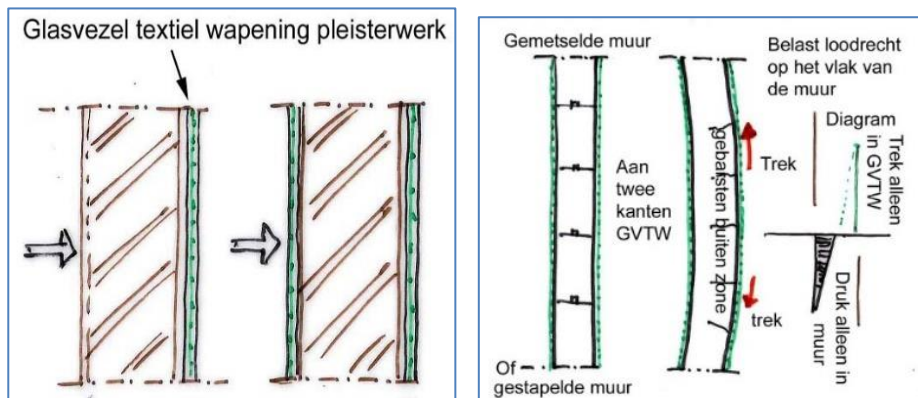 Glasvezel textiel wapening pleisterwerk
Gemetselde muur
Aan
twee
kanten
GVTW
Of
gestapelde muur
gebarsten buiten zone
Trek
trek
Belast loodrecht
op het vlak van
de muur
Diagram
Trek alleen
in GVTW
Druk alleen in
muur